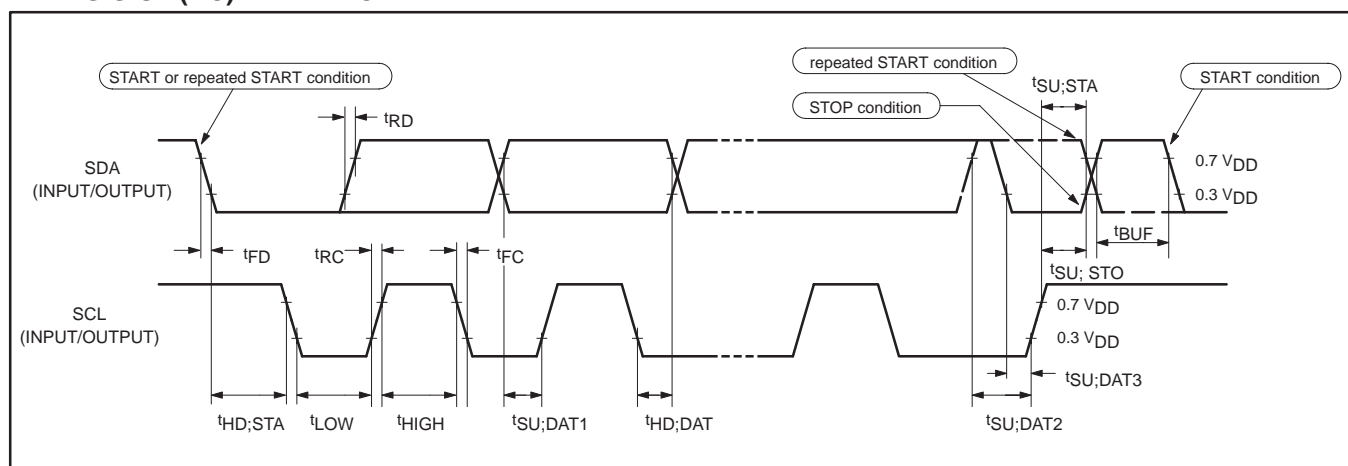 START or repeated START condition
repeated START condition
tSU;STA
START condition
STOP condition
tRD
SDA
(INPUT/OUTPUT)
0.7 VDD
0.3 VDD
tFD
tRC
tFC
tBUF
tSU; STO
SCL
(INPUT/OUTPUT)
0.7 VDD
0.3 VDD
tSU;DAT3
tHD;STA
tLOW
tHIGH
tSU;DAT1
tHD;DAT
tSU;DAT2